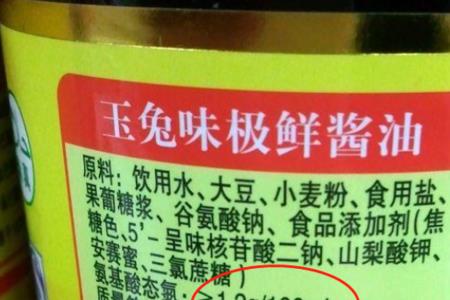 玉兔味极鲜酱油
原料：饮用水、大豆、小麦粉、食用盐、
果葡糖浆、谷氨酸钠、食品添加剂(焦
糖色、5'-呈味核苷酸二钠、山梨酸钾、
安赛蜜、三氯蔗糖)
氨基酸态氮：